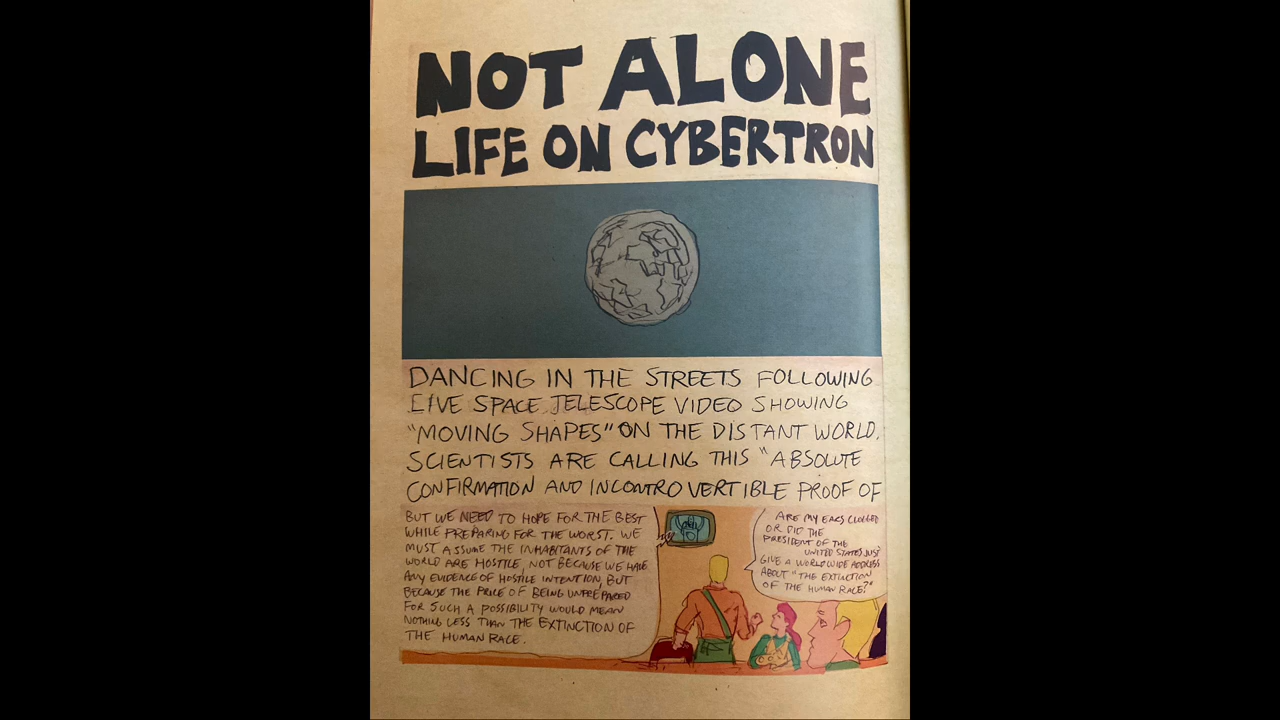 NOT ALONE
LIFE ON CYBERTRON
DANCING IN THE STREETS FOLLOWING
LIVE SPACE TELESCOPE VIDEO SHOWING
"MOVING SHAPES" ON THE DISTANT WORLD.
SCIENTISTS ARE CALLING THIS "ABSOLUTE
CONFIRMATION AND INCONTROVERTIBLE PROOF OF
BUT WE NEED TO HOPE FOR THE BEST
WHILE PREPARING FOR THE WORST. WE
MUST ASSUME THE INHABITANTS OF THE
WORLD ARE HOSTILE, NOT BECAUSE WE HAVE
ANY EVIDENCE OF HOSTILE INTENTION, BUT
BECAUSE THE PRICE OF BEING UNPREPARED
FOR SUCH A POSSIBILITY WOULD MEAN
NOTHING LESS THAN THE EXTINCTION OF
THE HUMAN RACE.
ARE MY EARS CLOGGED
OR DID THE
PRESIDENT OF THE
UNITED STATES JUST
GIVE A WORLDWIDE ADDRESS
ABOUT "THE EXTINCTION
OF THE HUMAN RACE?"